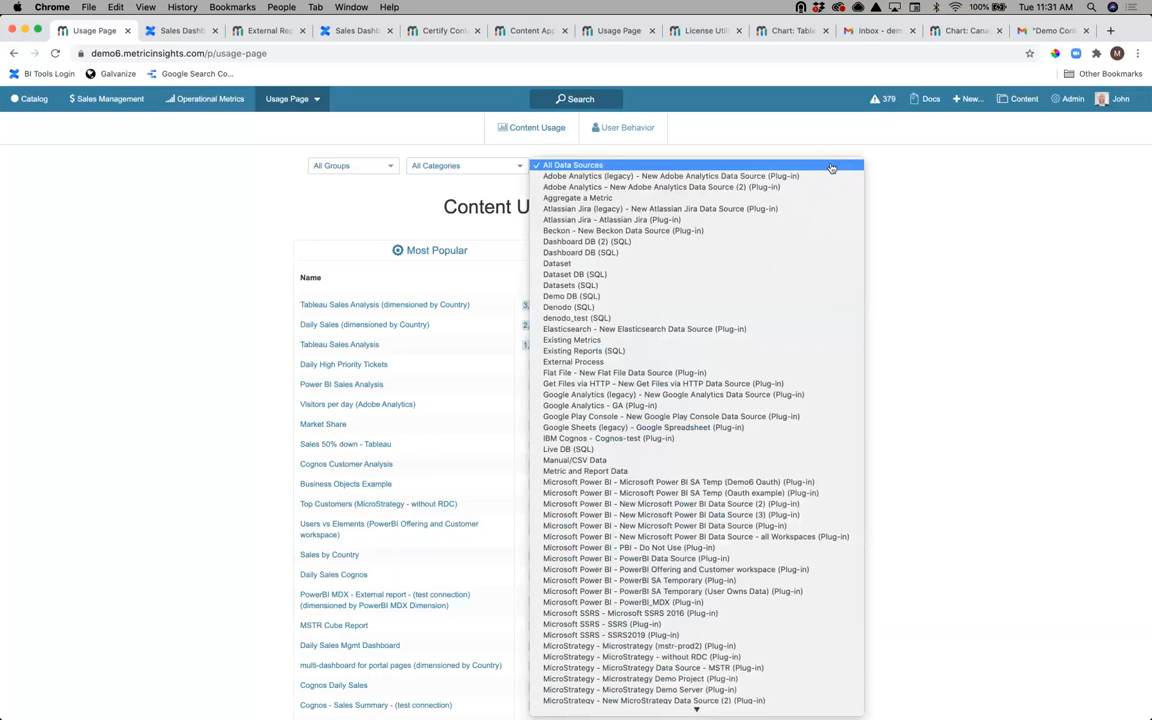 Chrome File Edit View History Bookmarks People Tab Window Help 100% Tue 11:31 AM
Usage Page Sales Dashb External Rep Sales Dashb Certify Cont Content App Usage Page License Util Chart: Table Inbox - dem Chart: Cana "Demo Con
demo6.metricinsights.com/p/usage-page
BI Tools Login Galvanize Google Search Co... Other Bookmarks
Catalog Sales Management Operational Metrics Usage Page Search 379 Docs New... Content Admin John
Content Usage User Behavior
All Groups All Categories All Data Sources
Adobe Analytics (legacy) - New Adobe Analytics Data Source (Plug-in)
Adobe Analytics - New Adobe Analytics Data Source (2) (Plug-in)
Aggregate a Metric
Atlassian Jira (legacy) - New Atlassian Jira Data Source (Plug-in)
Atlassian Jira - Atlassian Jira (Plug-in)
Beckon - New Beckon Data Source (Plug-in)
Dashboard DB (2) (SQL)
Dashboard DB (SQL)
Dataset
Dataset DB (SQL)
Datasets (SQL)
Demo DB (SQL)
Denodo (SQL)
denodo_test (SQL)
Elasticsearch - New Elasticsearch Data Source (Plug-in)
Existing Metrics
Existing Reports (SQL)
External Process
Flat File - New Flat File Data Source (Plug-in)
Get Files via HTTP - New Get Files via HTTP Data Source (Plug-in)
Google Analytics (legacy) - New Google Analytics Data Source (Plug-in)
Google Analytics - GA (Plug-in)
Google Play Console - New Google Play Console Data Source (Plug-in)
Google Sheets (legacy) - Google Spreadsheet (Plug-in)
IBM Cognos - Cognos-test (Plug-in)
Live DB (SQL)
Manual/CSV Data
Metric and Report Data
Microsoft Power BI - Microsoft Power BI SA Temp (Demo6 Oauth) (Plug-in)
Microsoft Power BI - Microsoft Power BI SA Temp (Oauth example) (Plug-in)
Microsoft Power BI - New Microsoft Power BI Data Source (2) (Plug-in)
Microsoft Power BI - New Microsoft Power BI Data Source (3) (Plug-in)
Microsoft Power BI - New Microsoft Power BI Data Source (Plug-in)
Microsoft Power BI - New Microsoft Power BI Data Source - all Workspaces (Plug-in)
Microsoft Power BI - PBI - Do Not Use (Plug-in)
Microsoft Power BI - PowerBI Data Source (Plug-in)
Microsoft Power BI - PowerBI Offering and Customer workspace (Plug-in)
Microsoft Power BI - PowerBI SA Temporary (Plug-in)
Microsoft Power BI - PowerBI SA Temporary (User Owns Data) (Plug-in)
Microsoft Power BI - PowerBI_MDX (Plug-in)
Microsoft SSRS - Microsoft SSRS 2016 (Plug-in)
Microsoft SSRS - SSRS (Plug-in)
Microsoft SSRS - SSRS2019 (Plug-in)
MicroStrategy - Microstrategy (mstr-prod2) (Plug-in)
MicroStrategy - MicroStrategy - without RDC (Plug-in)
MicroStrategy - MicroStrategy Data Source - MSTR (Plug-in)
MicroStrategy - Microstrategy Demo Project (Plug-in)
MicroStrategy - MicroStrategy Demo Server (Plug-in)
MicroStrategy - New MicroStrategy Data Source (2) (Plug-in)
Content U
Most Popular
Name
Tableau Sales Analysis (dimensioned by Country) 3,
Daily Sales (dimensioned by Country) 2,
Tableau Sales Analysis 1,
Daily High Priority Tickets
Power BI Sales Analysis
Visitors per day (Adobe Analytics)
Market Share
Sales 50% down - Tableau
Cognos Customer Analysis
Business Objects Example
Top Customers (MicroStrategy - without RDC)
Users vs Elements (PowerBI Offering and Customer
workspace)
Sales by Country
Daily Sales Cognos
PowerBI MDX - External report - (test connection)
(dimensioned by PowerBI MDX Dimension)
MSTR Cube Report
Daily Sales Mgmt Dashboard
multi-dashboard for portal pages (dimensioned by Country)
Cognos Daily Sales
Cognos - Sales Summary - (test connection)